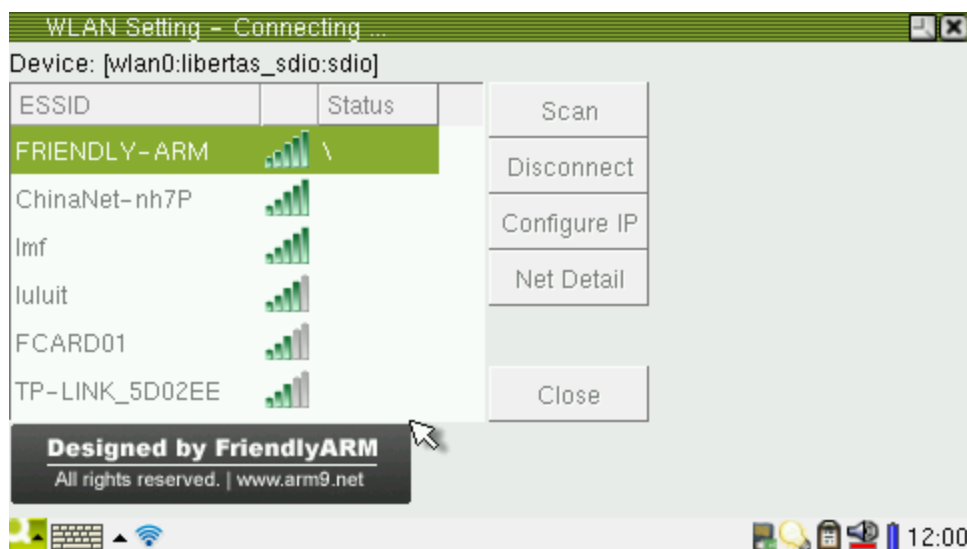 WLAN Setting - Connecting ...
Device: [wlan0:libertas_sdio:sdio]
ESSID Status
FRIENDLY-ARM \
ChinaNet-nh7P
lmf
luluit
FCARD01
TP-LINK_5D02EE
Scan
Disconnect
Configure IP
Net Detail
Close
Designed by FriendlyARM
All rights reserved. | www.arm9.net
12:00